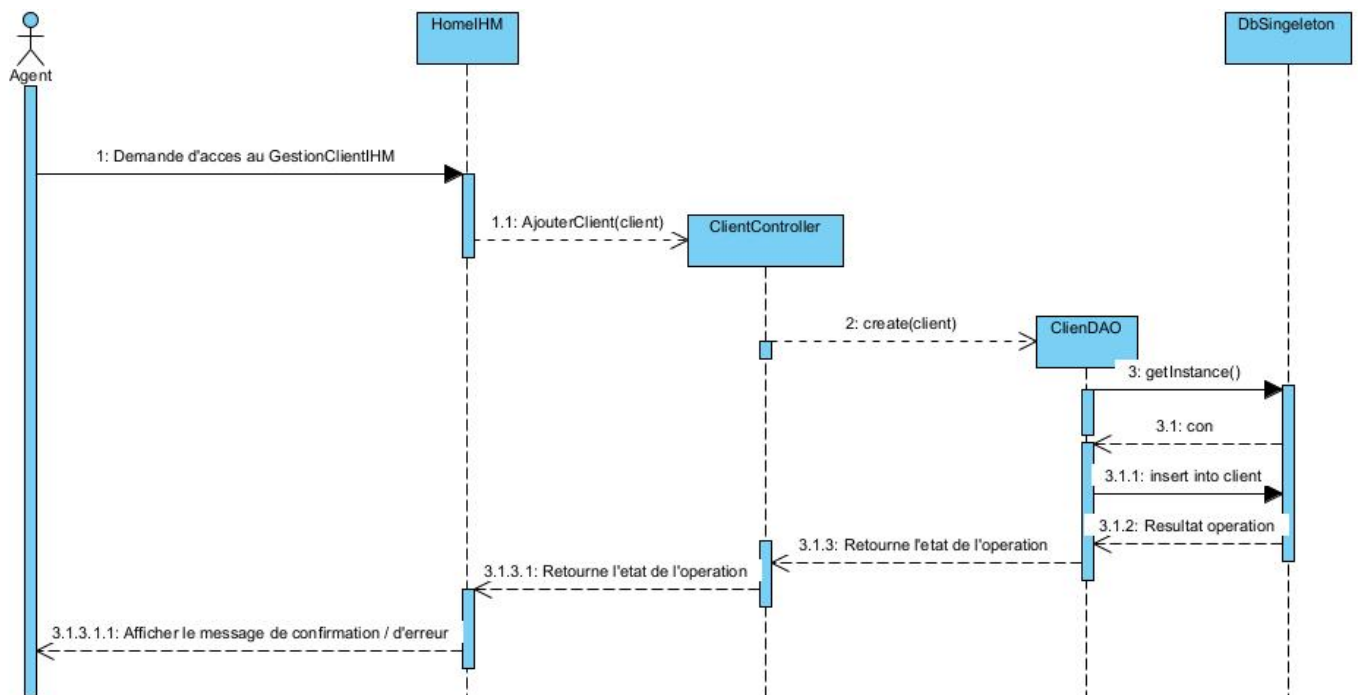 HomeIHM
DbSingeleton
Agent
1: Demande d'acces au GestionClientIHM
1.1: AjouterClient(client)
ClientController
2: create(client)
ClienDAO
3: getInstance()
3.1: con
3.1.1: insert into client
3.1.2: Resultat operation
3.1.3: Retourne l'etat de l'operation
3.1.3.1: Retourne l'etat de l'operation
3.1.3.1.1: Afficher le message de confirmation / d'erreur